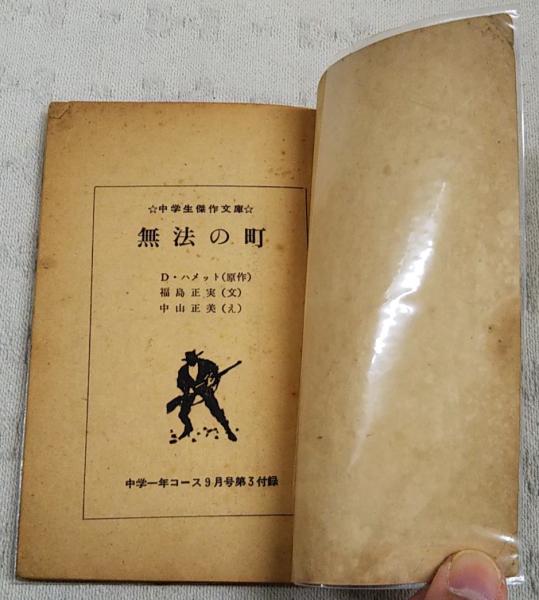 ☆中学生傑作文庫☆
無法の町
D・ハメット(原作)
福島正実(文)
中山正美(え)
中学一年コース9月号第3付録